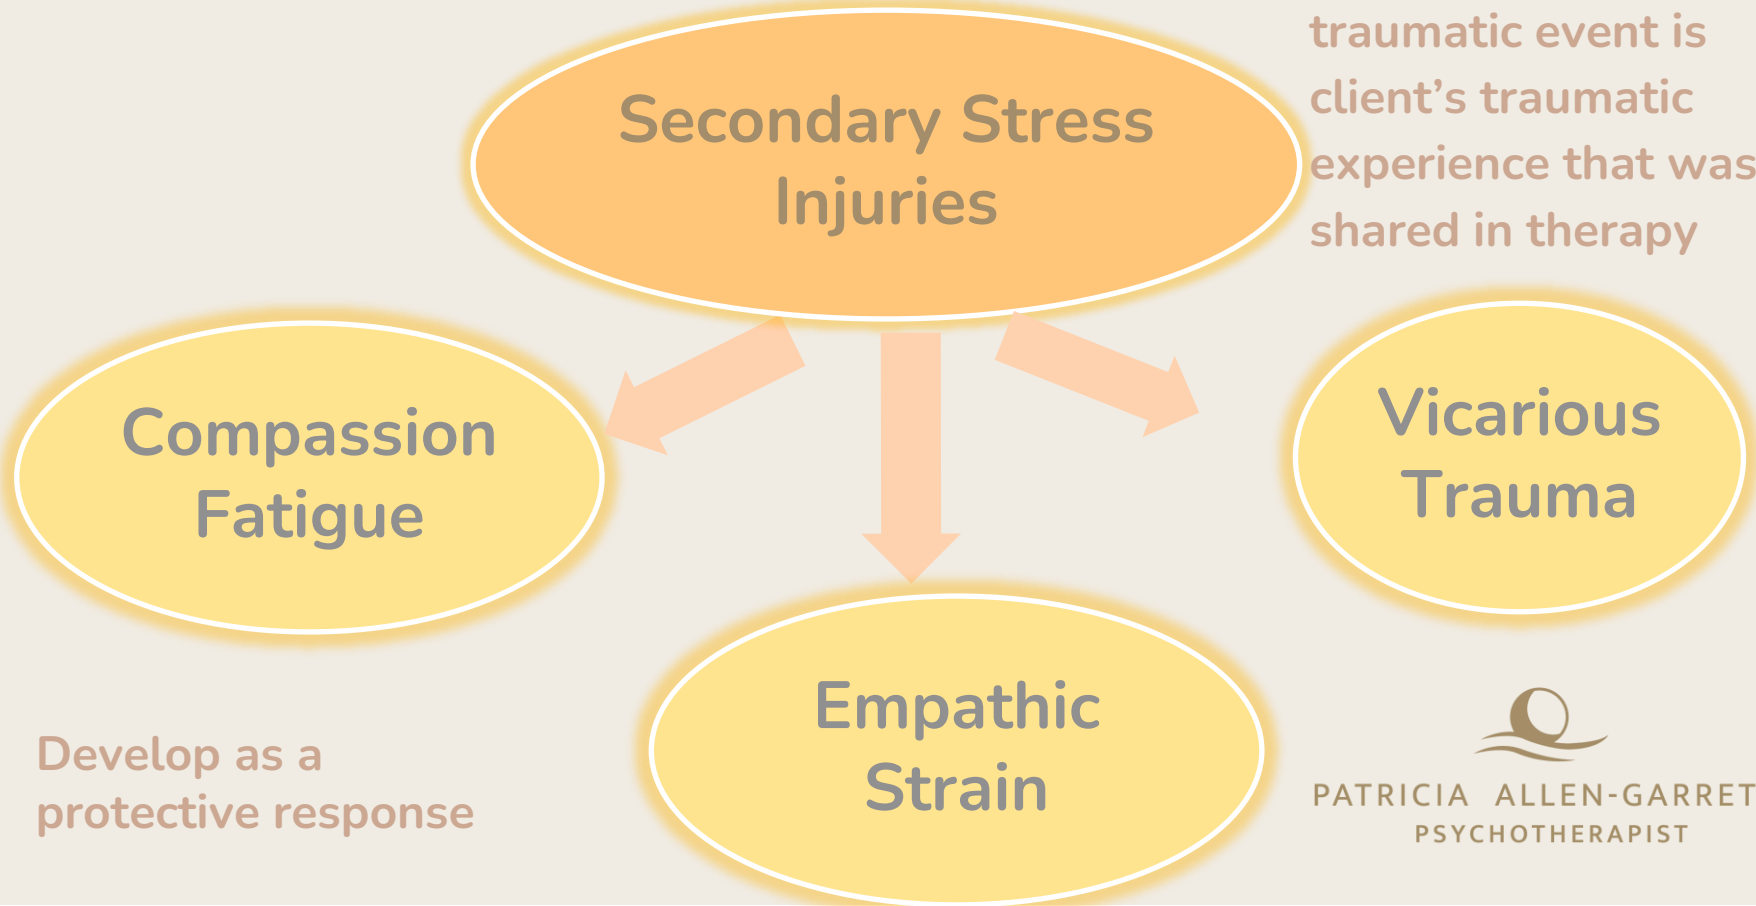 traumatic event is
client's traumatic
experience that was
shared in therapy
Secondary Stress
Injuries
Compassion
Fatigue
Vicarious
Trauma
Empathic
Strain
Develop as a
protective response
PATRICIA ALLEN-GARRET
PSYCHOTHERAPIST